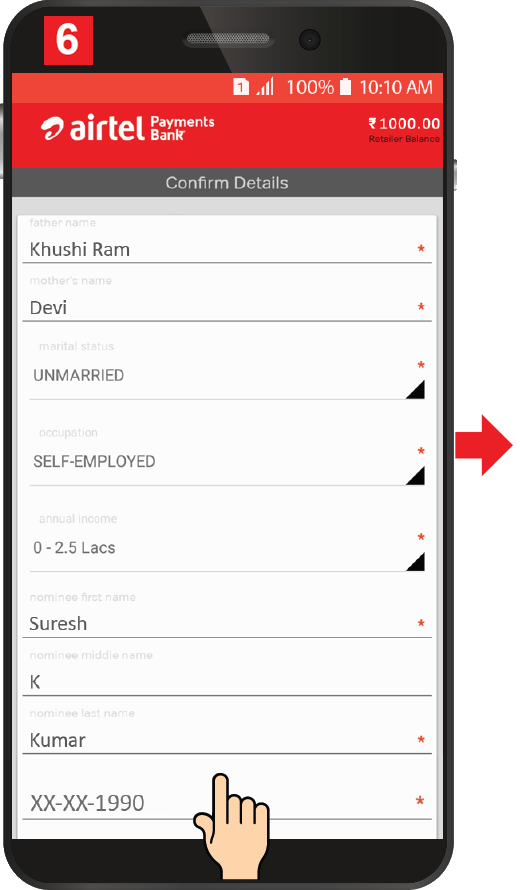 6
1 100% 10:10 AM
airtel Payments Bank
₹1000.00
Retailer Balance
Confirm Details
father name
Khushi Ram *
mother's name
Devi *
marital status
UNMARRIED *
occupation
SELF-EMPLOYED *
annual income
0 - 2.5 Lacs *
nominee first name
Suresh *
nominee middle name
K
nominee last name
Kumar *
XX-XX-1990 *